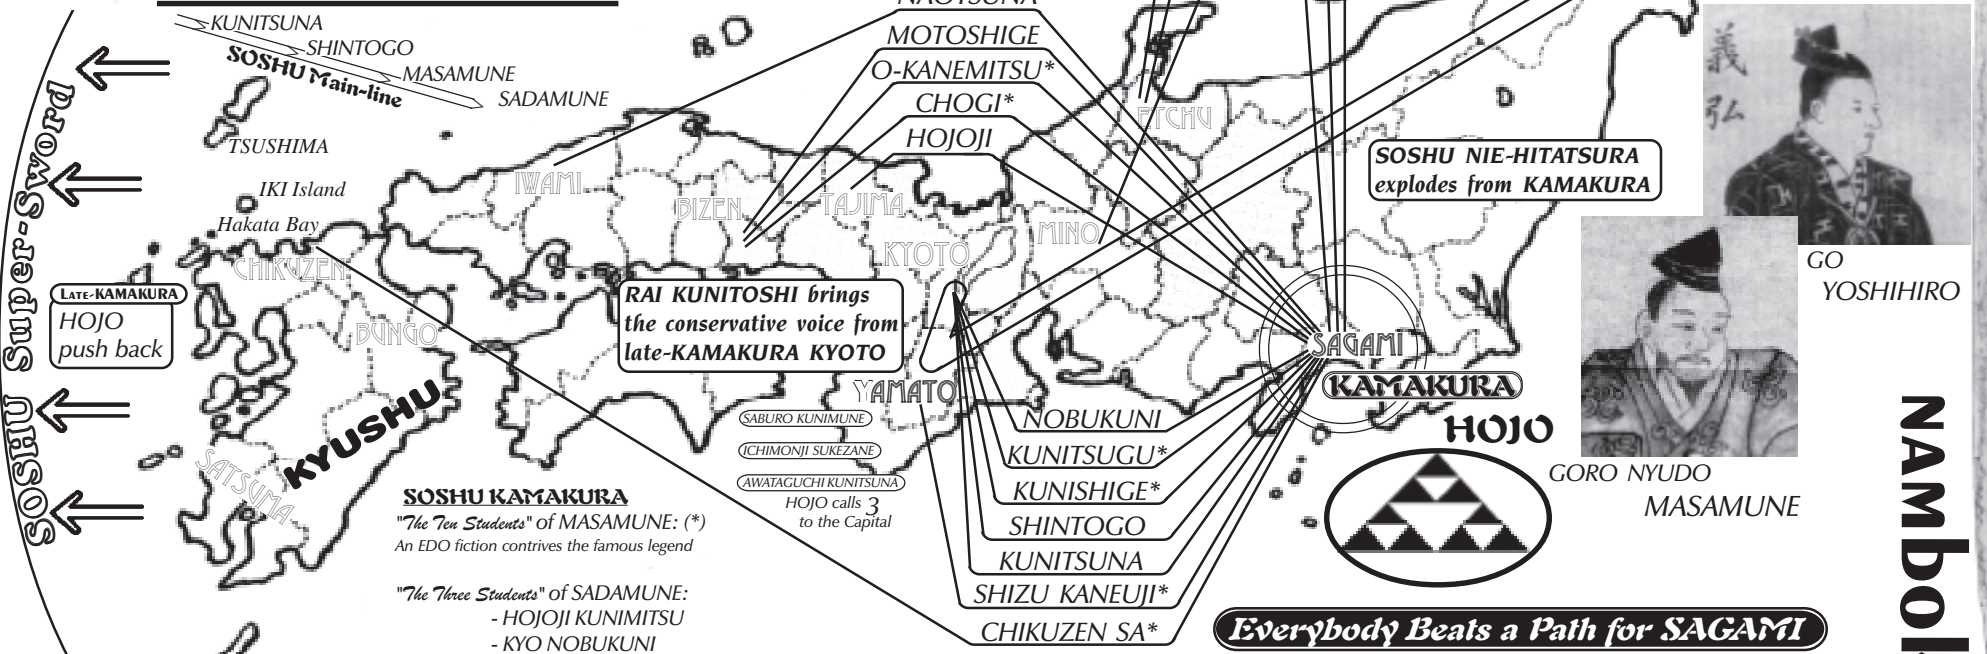 NAOTSUNA
KUNITSUNA
SHINTOGO
MASAMUNE
SADAMUNE
SOSHU Main-line
MOTOSHIGE
O-KANEMITSU*
CHOGI*
HOJOJI
SOSHU Super-Sword
TSUSHIMA
IKI Island
Hakata Bay
CHIKUZEN
BUNGO
KYUSHU
SATSUMA
LATE-KAMAKURA
HOJO
push back
IWAMI
BIZEN
TAJIMA
KYOTO
MINO
ETCHU
YAMATO
SAGAMI
KAMAKURA
RAI KUNITOSHI brings
the conservative voice from
late-KAMAKURA KYOTO
SOSHU NIE-HITATSURA
explodes from KAMAKURA
義
弘
GO
YOSHIHIRO
GORO NYUDO
MASAMUNE
HOJO
SABURO KUNIMUNE
ICHIMONJI SUKEZANE
AWATAGUCHI KUNITSUNA
HOJO calls 3
to the Capital
NOBUKUNI
KUNITSUGU*
KUNISHIGE*
SHINTOGO
KUNITSUNA
SHIZU KANEUJI*
CHIKUZEN SA*
SOSHU KAMAKURA
"The Ten Students" of MASAMUNE: (*)
An EDO fiction contrives the famous legend
"The Three Students" of SADAMUNE:
- HOJOJI KUNIMITSU
- KYO NOBUKUNI
Everybody Beats a Path for SAGAMI
NAMbo